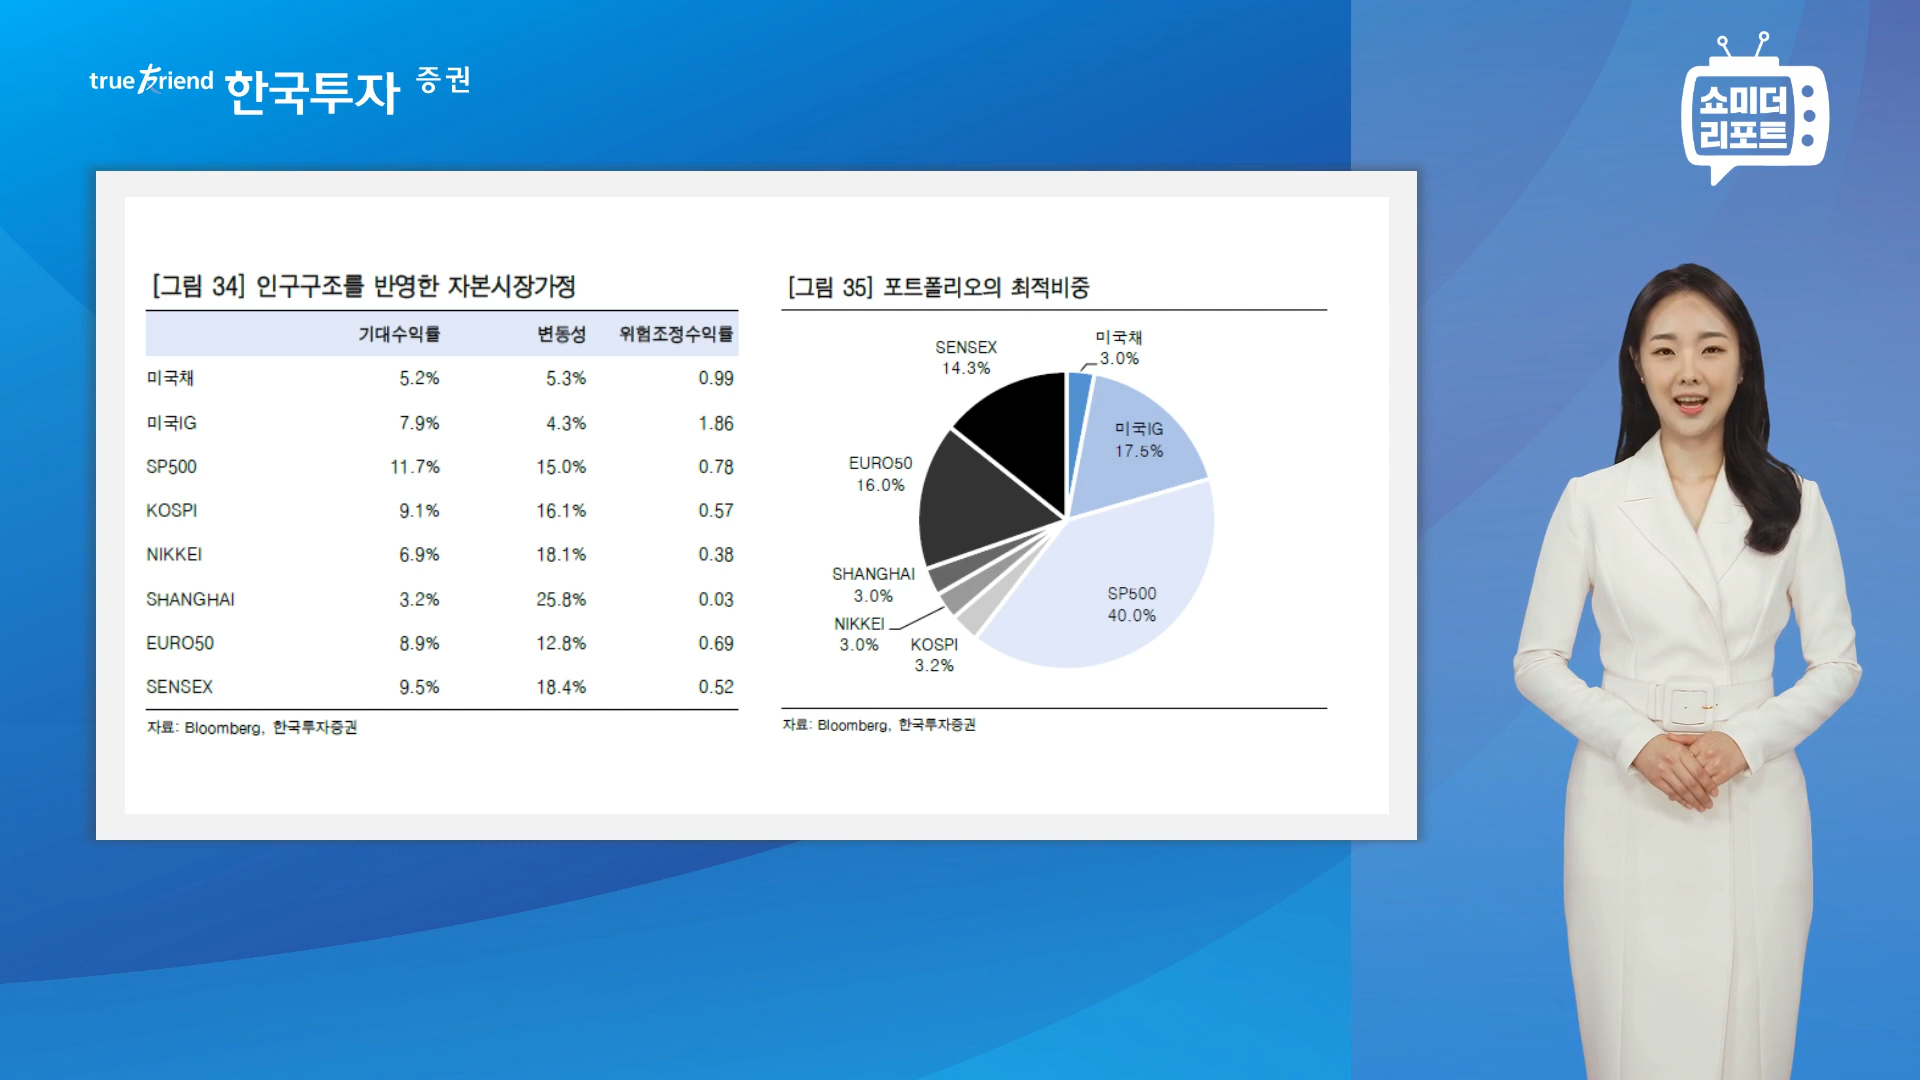 true friend 한국투자 증권
쇼미더
리포트
[그림 34] 인구구조를 반영한 자본시장가정
기대수익률 변동성 위험조정수익률
미국채 5.2% 5.3% 0.99
미국IG 7.9% 4.3% 1.86
SP500 11.7% 15.0% 0.78
KOSPI 9.1% 16.1% 0.57
NIKKEI 6.9% 18.1% 0.38
SHANGHAI 3.2% 25.8% 0.03
EURO50 8.9% 12.8% 0.69
SENSEX 9.5% 18.4% 0.52
자료: Bloomberg, 한국투자증권
[그림 35] 포트폴리오의 최적비중
미국채
3.0%
미국IG
17.5%
SP500
40.0%
KOSPI
3.2%
NIKKEI
3.0%
SHANGHAI
3.0%
EURO50
16.0%
SENSEX
14.3%
자료: Bloomberg, 한국투자증권